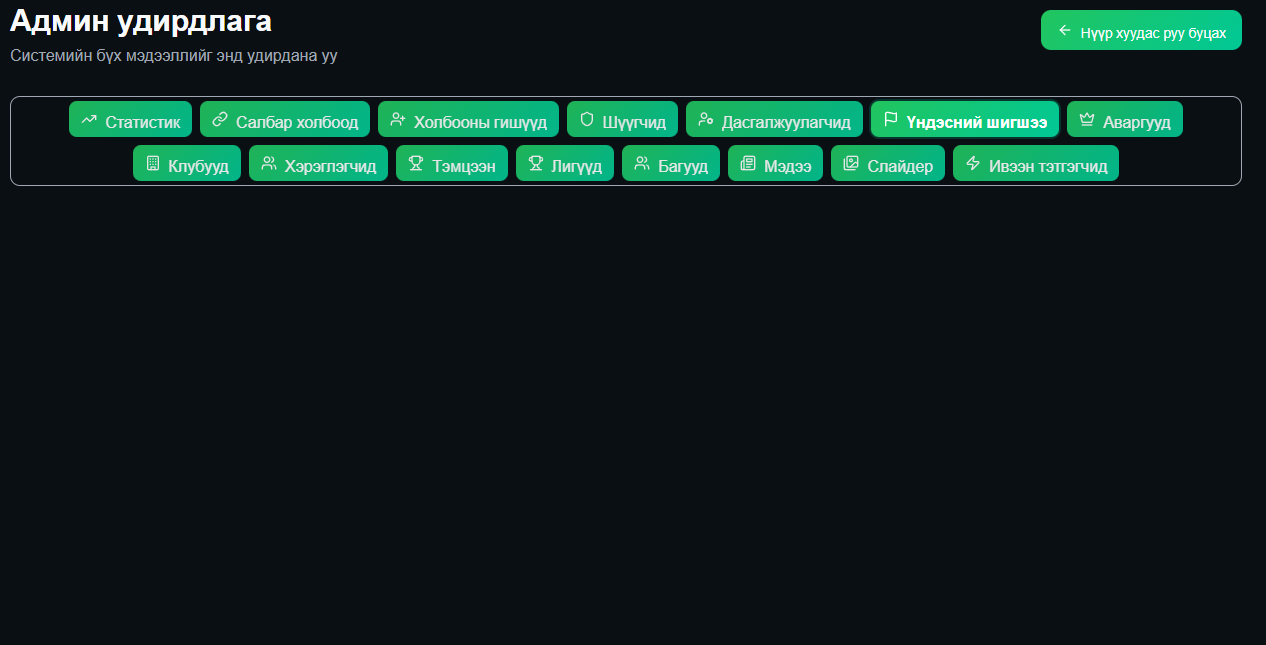 Админ удирдлага
Системийн бүх мэдээллийг энд удирдана уу
Нүүр хуудас руу буцах
Статистик Салбар холбоод Холбооны гишүүд Шүүгчид Дасгалжуулагчид Үндэсний шигшээ Аваргууд
Клубууд Хэрэглэгчид Тэмцээн Лигүүд Багууд Мэдээ Слайдер Ивээн тэтгэгчид